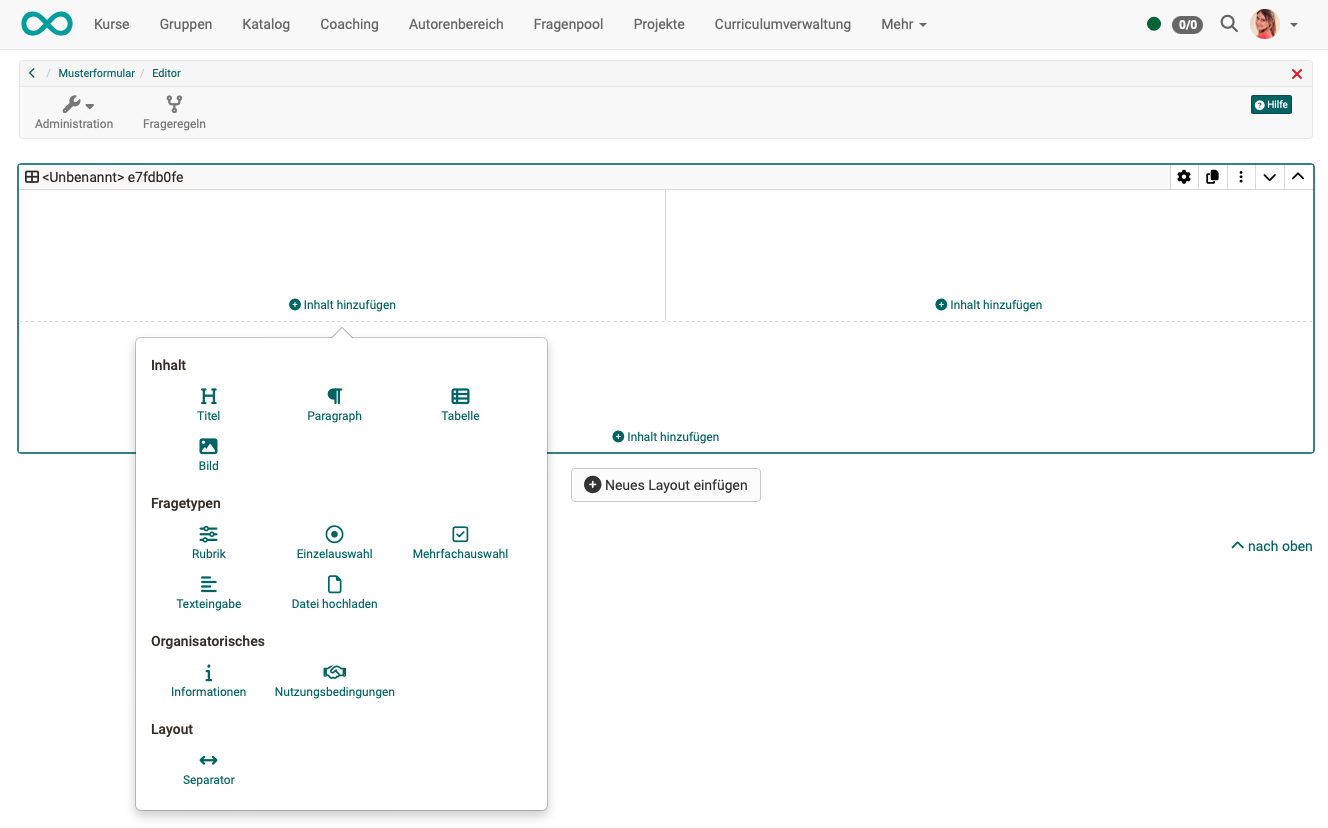 Kurse Gruppen Katalog Coaching Autorenbereich Fragenpool Projekte Curriculumverwaltung Mehr 0/0
/ Musterformular / Editor
Administration Frageregeln Hilfe
<Unbenannt> e7fdb0fe
Inhalt hinzufügen Inhalt hinzufügen
Inhalt
Titel Paragraph Tabelle
Inhalt hinzufügen
Bild
Neues Layout einfügen
Fragetypen
nach oben
Rubrik Einzelauswahl Mehrfachauswahl
Texteingabe Datei hochladen
Organisatorisches
Informationen Nutzungsbedingungen
Layout
Separator